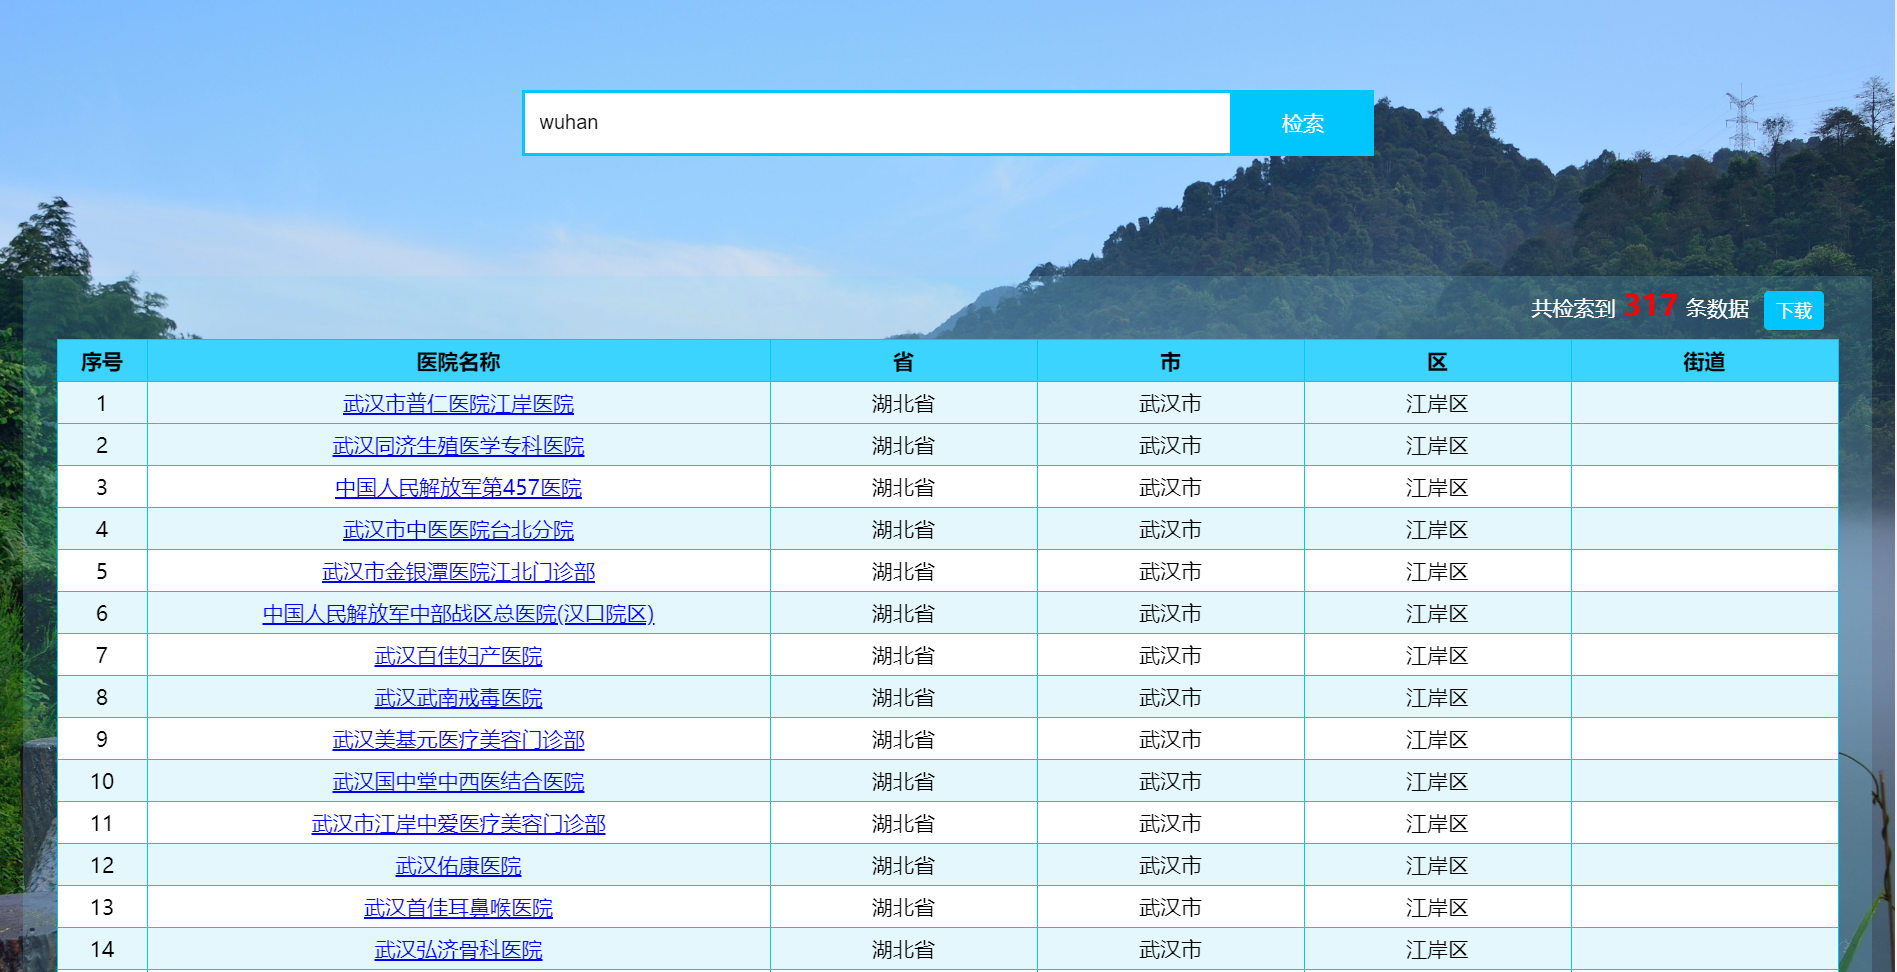 wuhan 检索
共检索到 317 条数据 下载
序号 医院名称 省 市 区 街道
1 武汉市普仁医院江岸医院 湖北省 武汉市 江岸区
2 武汉同济生殖医学专科医院 湖北省 武汉市 江岸区
3 中国人民解放军第457医院 湖北省 武汉市 江岸区
4 武汉市中医医院台北分院 湖北省 武汉市 江岸区
5 武汉市金银潭医院江北门诊部 湖北省 武汉市 江岸区
6 中国人民解放军中部战区总医院(汉口院区) 湖北省 武汉市 江岸区
7 武汉百佳妇产医院 湖北省 武汉市 江岸区
8 武汉武南戒毒医院 湖北省 武汉市 江岸区
9 武汉美基元医疗美容门诊部 湖北省 武汉市 江岸区
10 武汉国中堂中西医结合医院 湖北省 武汉市 江岸区
11 武汉市江岸中爱医疗美容门诊部 湖北省 武汉市 江岸区
12 武汉佑康医院 湖北省 武汉市 江岸区
13 武汉首佳耳鼻喉医院 湖北省 武汉市 江岸区
14 武汉弘济骨科医院 湖北省 武汉市 江岸区